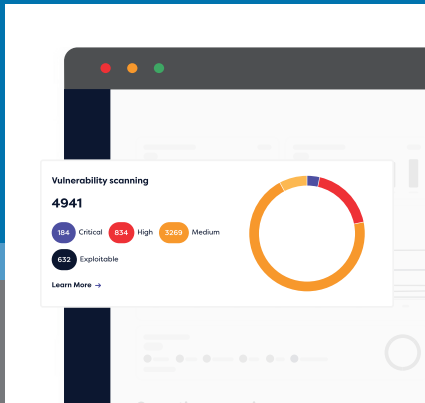 Vulnerability scanning
4941
184 Critical 834 High 3269 Medium
632 Exploitable
Learn More →